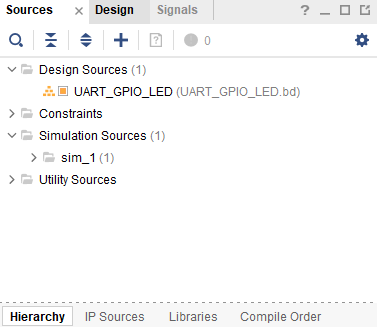 Sources Design Signals ? _
0
Design Sources (1)
UART_GPIO_LED (UART_GPIO_LED.bd)
Constraints
Simulation Sources (1)
sim_1 (1)
Utility Sources
Hierarchy IP Sources Libraries Compile Order